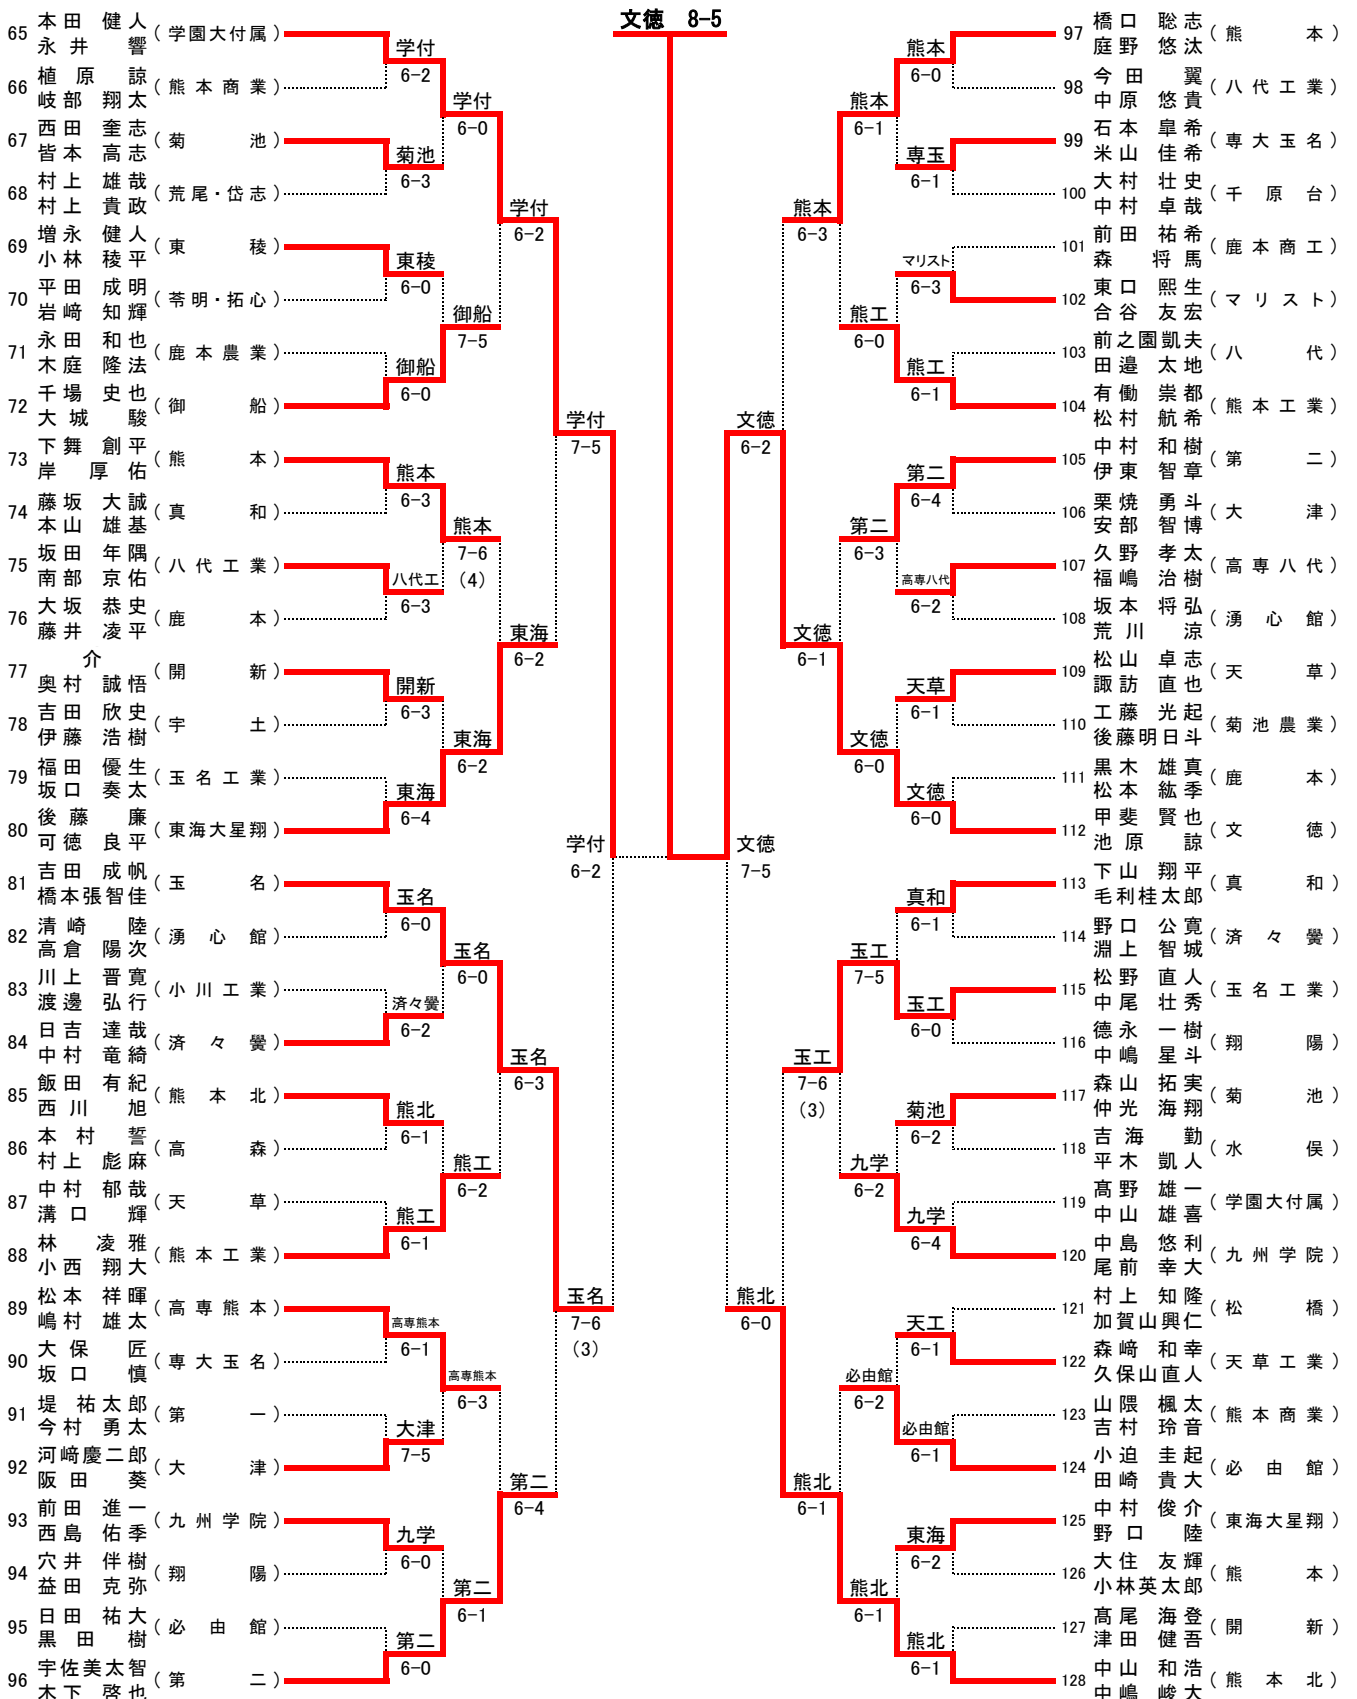 文徳 8-5
65 本田 健人 永井 響 (学園大付属)
66 植原 諒 岐部 翔太 (熊本商業)
67 西田 奎志 皆本 高志 (菊池)
68 村上 雄哉 村上 貴政 (荒尾・岱志)
69 増永 健人 小林 稜平 (東稜)
70 平田 成明 岩﨑 知輝 (苓明・拓心)
71 永田 和也 木庭 隆法 (鹿本農業)
72 千場 史也 大城 駿 (御船)
73 下舞 創平 岸 厚佑 (熊本)
74 藤坂 大誠 本山 雄基 (真和)
75 坂田 年隅 南部 京佑 (八代工業)
76 大坂 恭史 藤井 凌平 (鹿本)
77 介 奥村 誠悟 (開新)
78 吉田 欣史 伊藤 浩樹 (宇土)
79 福田 優生 坂口 奏太 (玉名工業)
80 後藤 廉 可徳 良平 (東海大星翔)
81 吉田 成帆 橋本張智佳 (玉名)
82 清崎 陸 高倉 陽次 (湧心館)
83 川上 晋寛 渡邊 弘行 (小川工業)
84 日吉 達哉 中村 竜綺 (済々黌)
85 飯田 有紀 西川 旭 (熊本北)
86 本村 誓 村上 彪麻 (高森)
87 中村 郁哉 溝口 輝 (天草)
88 林 凌雅 小西 翔大 (熊本工業)
89 松本 祥暉 嶋村 雄太 (高専熊本)
90 大保 匠 坂口 慎 (専大玉名)
91 堤 祐太郎 今村 勇太 (第一)
92 河﨑慶二郎 阪田 葵 (大津)
93 前田 進一 西島 佑季 (九州学院)
94 穴井 伴樹 益田 克弥 (翔陽)
95 日田 祐大 黒田 樹 (必由館)
96 宇佐美太智 木下 啓也 (第二)
学付 6-2
菊池 6-3
東稜 6-0
御船 6-0
熊本 6-3
八代工 6-3
開新 6-3
東海 6-4
玉名 6-0
済々黌 6-2
熊北 6-1
熊工 6-1
高専熊本 6-1
大津 7-5
九学 6-0
第二 6-0
学付 6-0
御船 7-5
熊本 7-6 (4)
東海 6-2
玉名 6-0
熊工 6-2
高専熊本 6-3
第二 6-1
学付 6-2
東海 6-2
玉名 6-3
第二 6-4
学付 7-5
玉名 7-6 (3)
学付 6-2
文徳 7-5
文徳 6-2
熊北 6-0
熊本 6-3
文徳 6-1
玉工 7-6 (3)
熊北 6-1
熊本 6-1
熊工 6-0
第二 6-3
文徳 6-0
玉工 7-5
九学 6-2
必由館 6-2
熊北 6-1
熊本 6-0
専玉 6-1
マリスト 6-3
熊工 6-1
第二 6-4
高専八代 6-2
天草 6-1
文徳 6-0
真和 6-1
玉工 6-0
菊池 6-2
九学 6-4
天工 6-1
必由館 6-1
東海 6-2
熊北 6-1
97 橋口 聡志 庭野 悠汰 (熊本)
98 今田 翼 中原 悠貴 (八代工業)
99 石本 皐希 米山 佳希 (専大玉名)
100 大村 壮史 中村 卓哉 (千原台)
101 前田 祐希 森 将馬 (鹿本商工)
102 東口 熙生 合谷 友宏 (マリスト)
103 前之園凱夫 田邉 太地 (八代)
104 有働 崇都 松村 航希 (熊本工業)
105 中村 和樹 伊東 智章 (第二)
106 栗焼 勇斗 安部 智博 (大津)
107 久野 孝太 福嶋 治樹 (高専八代)
108 坂本 将弘 荒川 涼 (湧心館)
109 松山 卓志 諏訪 直也 (天草)
110 工藤 光起 後藤明日斗 (菊池農業)
111 黒木 雄真 松本 紘季 (鹿本)
112 甲斐 賢也 池原 諒 (文徳)
113 下山 翔平 毛利桂太郎 (真和)
114 野口 公寛 淵上 智城 (済々黌)
115 松野 直人 中尾 壮秀 (玉名工業)
116 徳永 一樹 中嶋 星斗 (翔陽)
117 森山 拓実 仲光 海翔 (菊池)
118 吉海 勤 平木 凱人 (水俣)
119 髙野 雄一 中山 雄喜 (学園大付属)
120 中島 悠利 尾前 幸大 (九州学院)
121 村上 知隆 加賀山興仁 (松橋)
122 森﨑 和幸 久保山直人 (天草工業)
123 山隈 楓太 吉村 玲音 (熊本商業)
124 小迫 圭起 田崎 貴大 (必由館)
125 中村 俊介 野口 陸 (東海大星翔)
126 大住 友輝 小林英太郎 (熊本)
127 髙尾 海登 津田 健吾 (開新)
128 中山 和浩 中嶋 峻大 (熊本北)